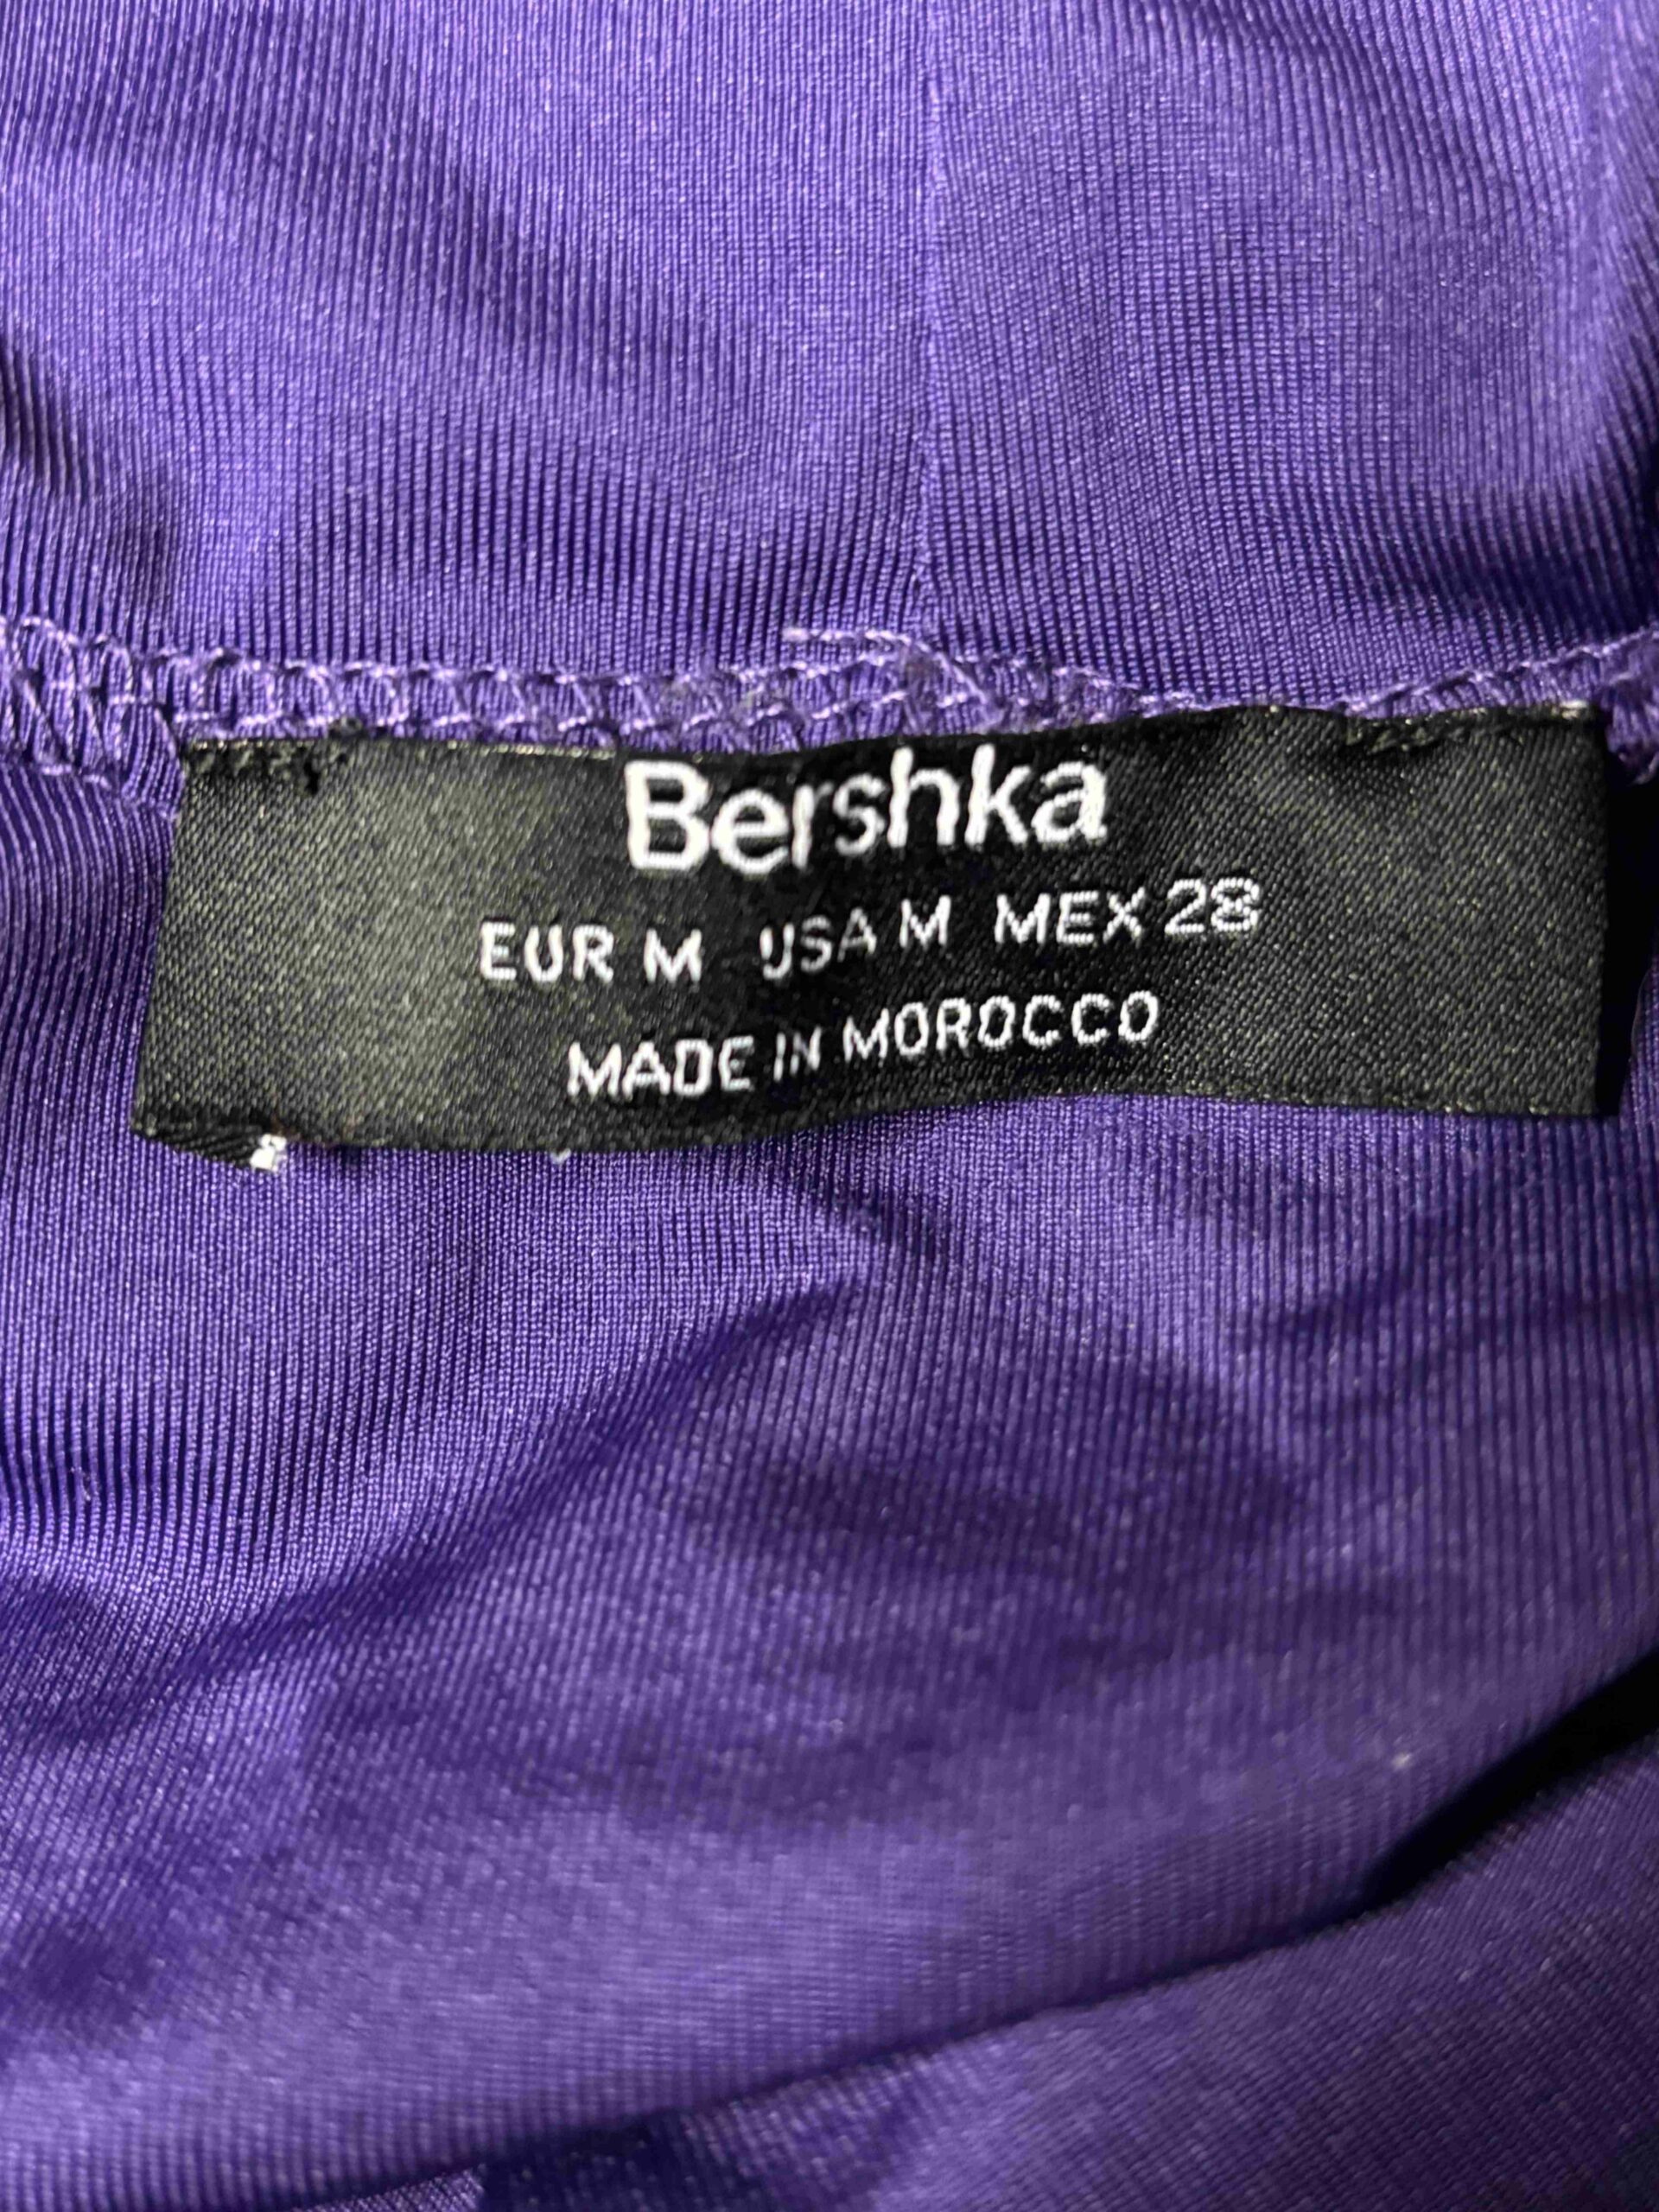 Bershka
EUR M USA M MEX 28
MADE IN MOROCCO